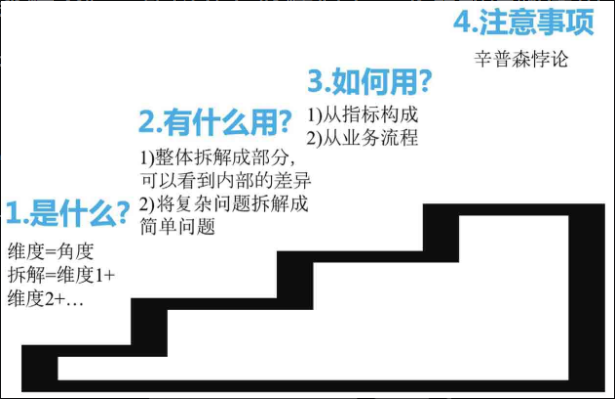 1.是什么?
维度=角度
拆解=维度1+
维度2+…
2.有什么用?
1)整体拆解成部分，
可以看到内部的差异
2)将复杂问题拆解成
简单问题
3.如何用?
1)从指标构成
2)从业务流程
4.注意事项
辛普森悖论